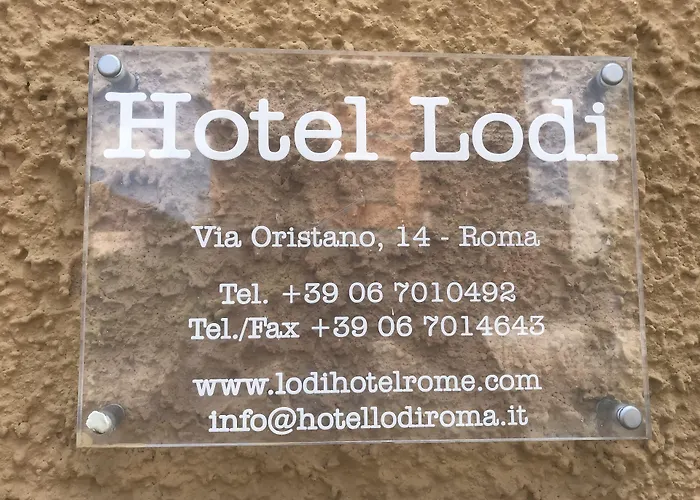 Hotel Lodi
Via Oristano, 14 - Roma
Tel. +39 06 7010492
Tel./Fax +39 06 7014643
www.lodihotelrome.com
info@hotellodiroma.it